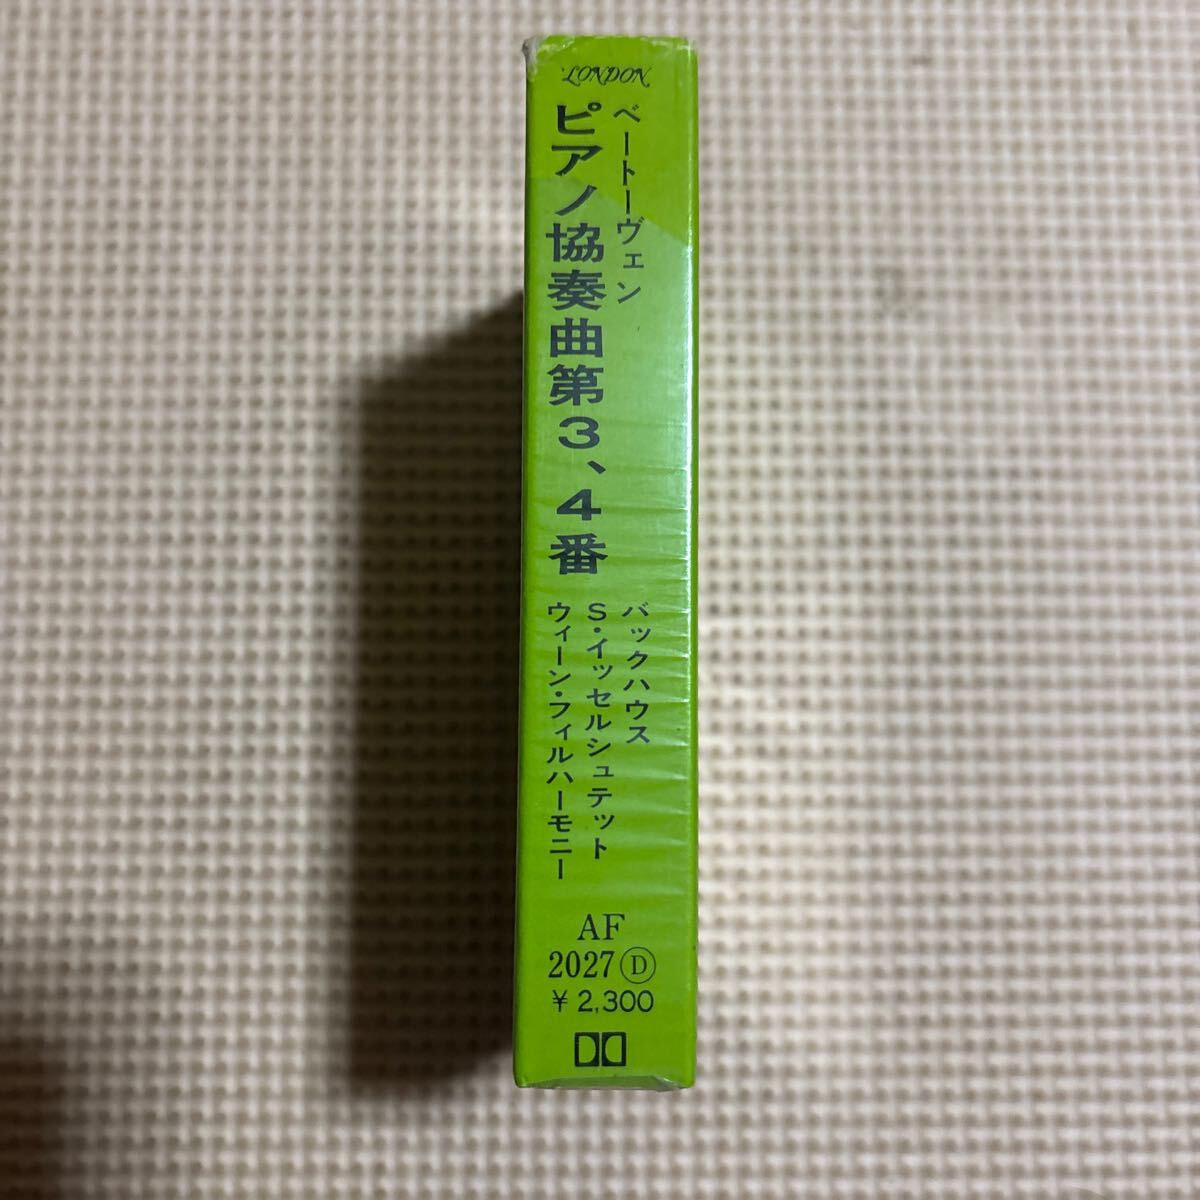 LONDON
ベートーヴェン
ピアノ協奏曲第3、4番
バックハウス
S・イッセルシュテット
ウィーン・フィルハーモニー
AF
2027 Ⓓ
¥ 2,300